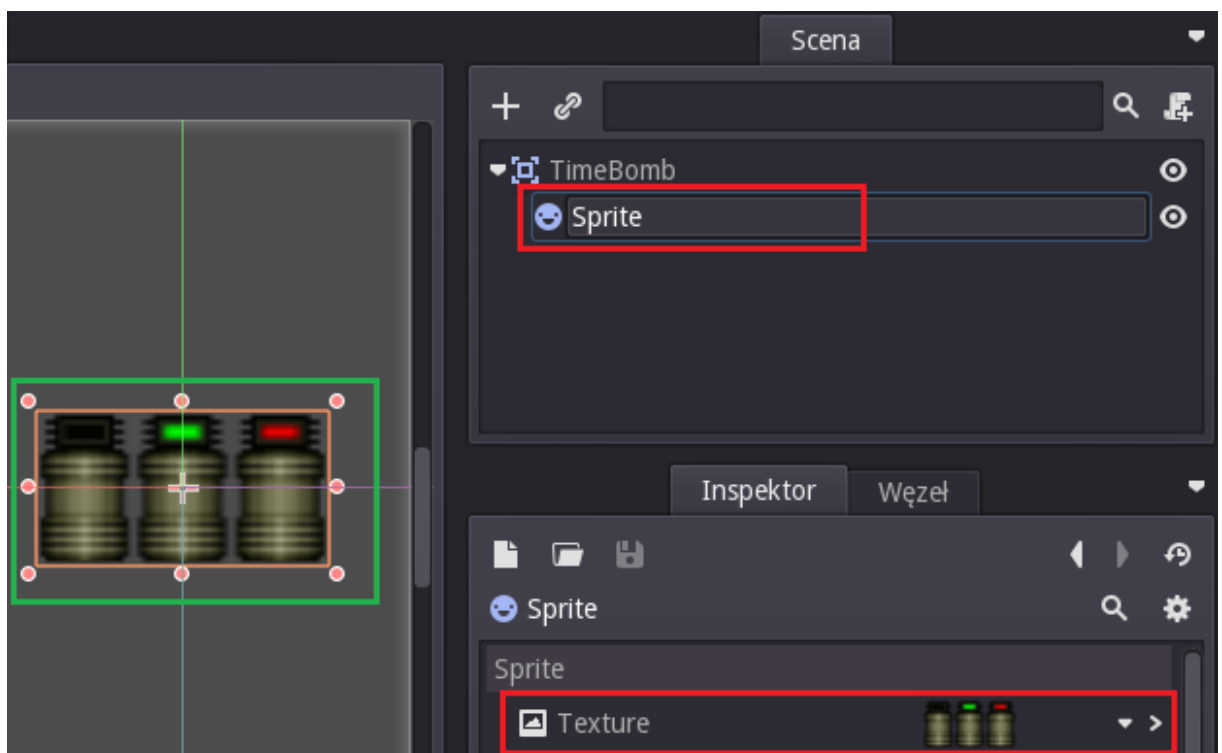 Scena
TimeBomb
Sprite
Inspektor Węzeł
Sprite
Sprite
Texture